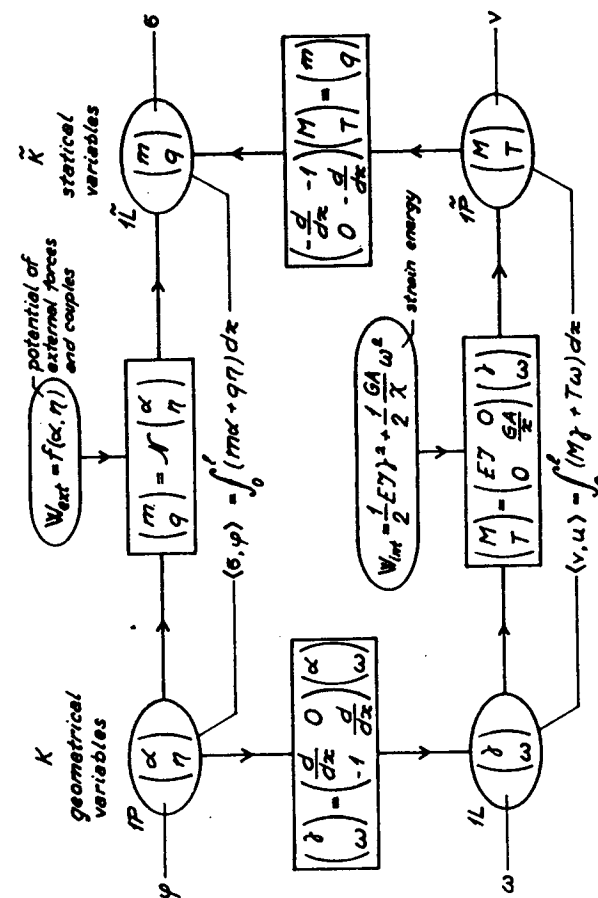 K
geometrical
variables
potential of
external forces
and couples
W_ext = f(α, η)
K̃
statical
variables
φ
1P
(α
η)
(m
q) = N (α
η)
1L̃
(m
q)
σ
⟨σ, φ⟩ = ∫₀ˡ (mα + qη) dx
(γ
ω) = (d/dx 0
-1 d/dx) (α
ω)
W_int = 1/2 EJγ² + 1/2 GA/χ ω²
strain energy
(-d/dx -1
0 -d/dx) (M
T) = (m
q)
ω
1L
(γ
ω)
(M
T) = (EJ 0
0 GA/χ) (γ
ω)
1P̃
(M
T)
v
⟨v, u⟩ = ∫₀ˡ (Mγ + Tω) dx